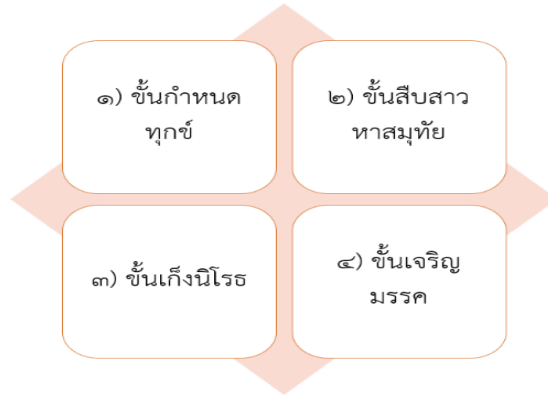 ๑) ขั้นกำหนด
ทุกข์
๒) ขั้นสืบสาว
หาสมุทัย
๓) ขั้นเก็งนิโรธ
๔) ขั้นเจริญ
มรรค